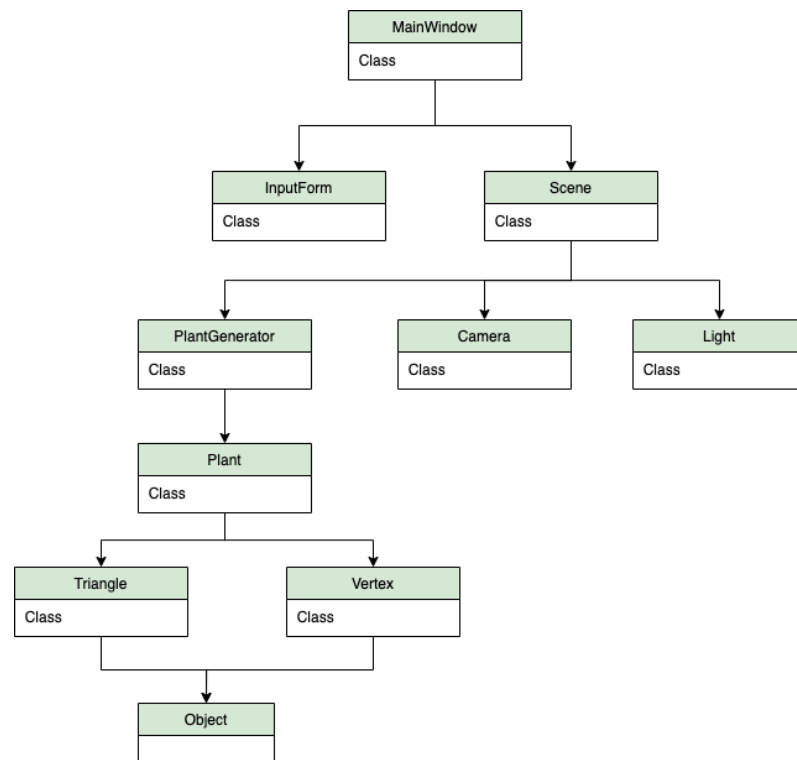 MainWindow
Class
InputForm
Class
Scene
Class
PlantGenerator
Class
Camera
Class
Light
Class
Plant
Class
Triangle
Class
Vertex
Class
Object